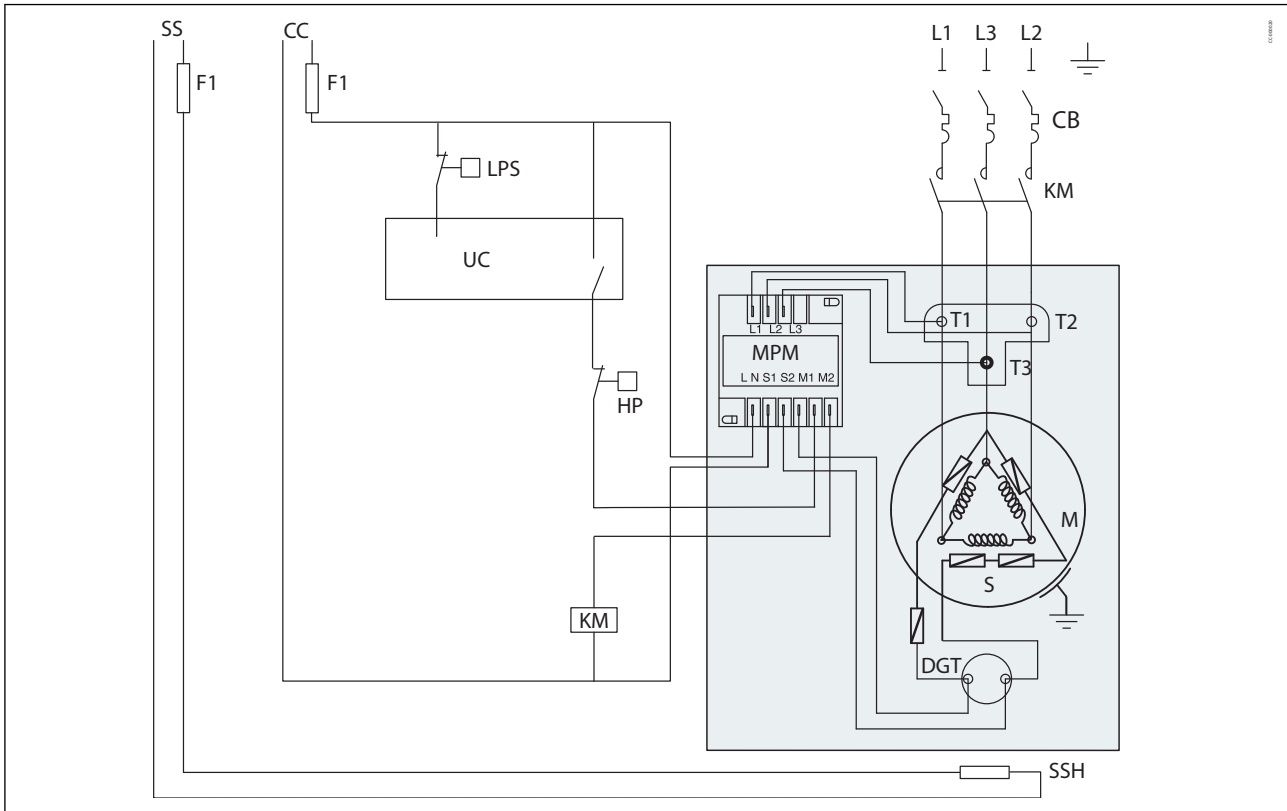 SS
CC
L1 L3 L2
F1
F1
CB
LPS
KM
UC
L1 L2 L3
T1
T2
MPM
T3
L N S1 S2 M1 M2
HP
M
S
KM
DGT
SSH